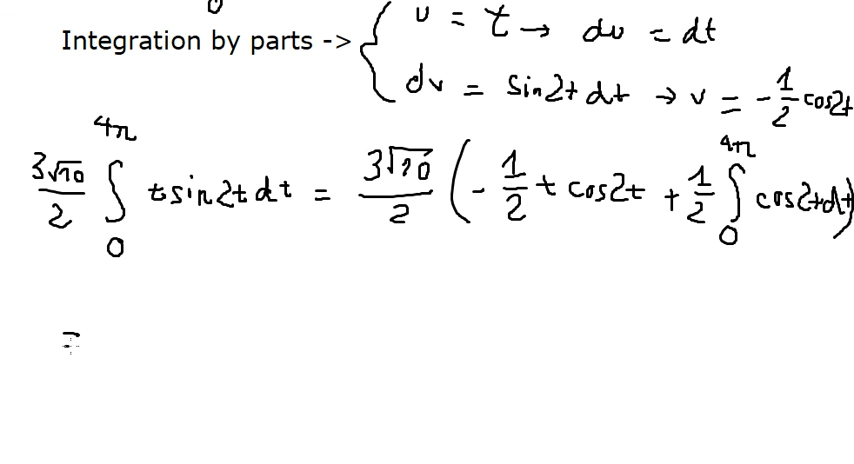 u = t → du = dt
Integration by parts ->
dv = sin2t dt → v = -1/2 cos2t
3√10/2 ∫₀^4π t sin2t dt = 3√10/2 (-1/2 t cos2t + 1/2 ∫₀^4π cos2t dt)
=